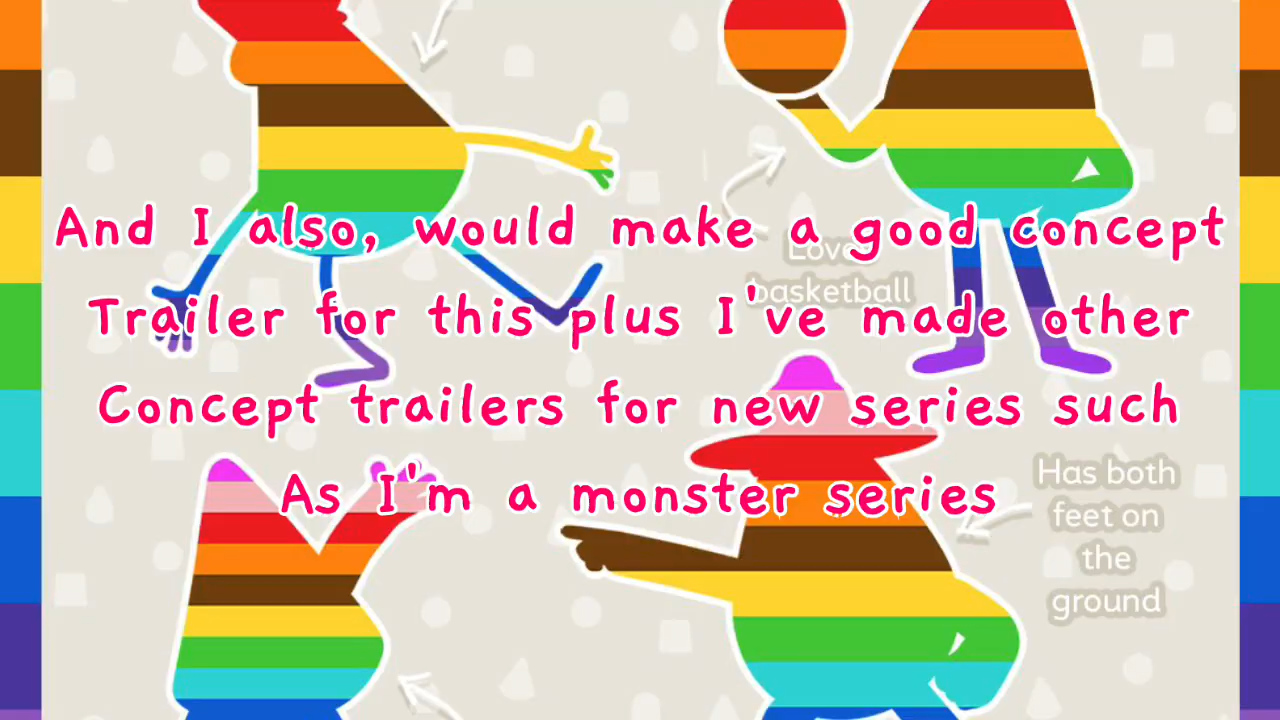 And I also, would make a good concept
Trailer for this plus I've made other
Concept trailers for new series such
As I'm a monster series
Loves
basketball
Has both
feet on
the
ground